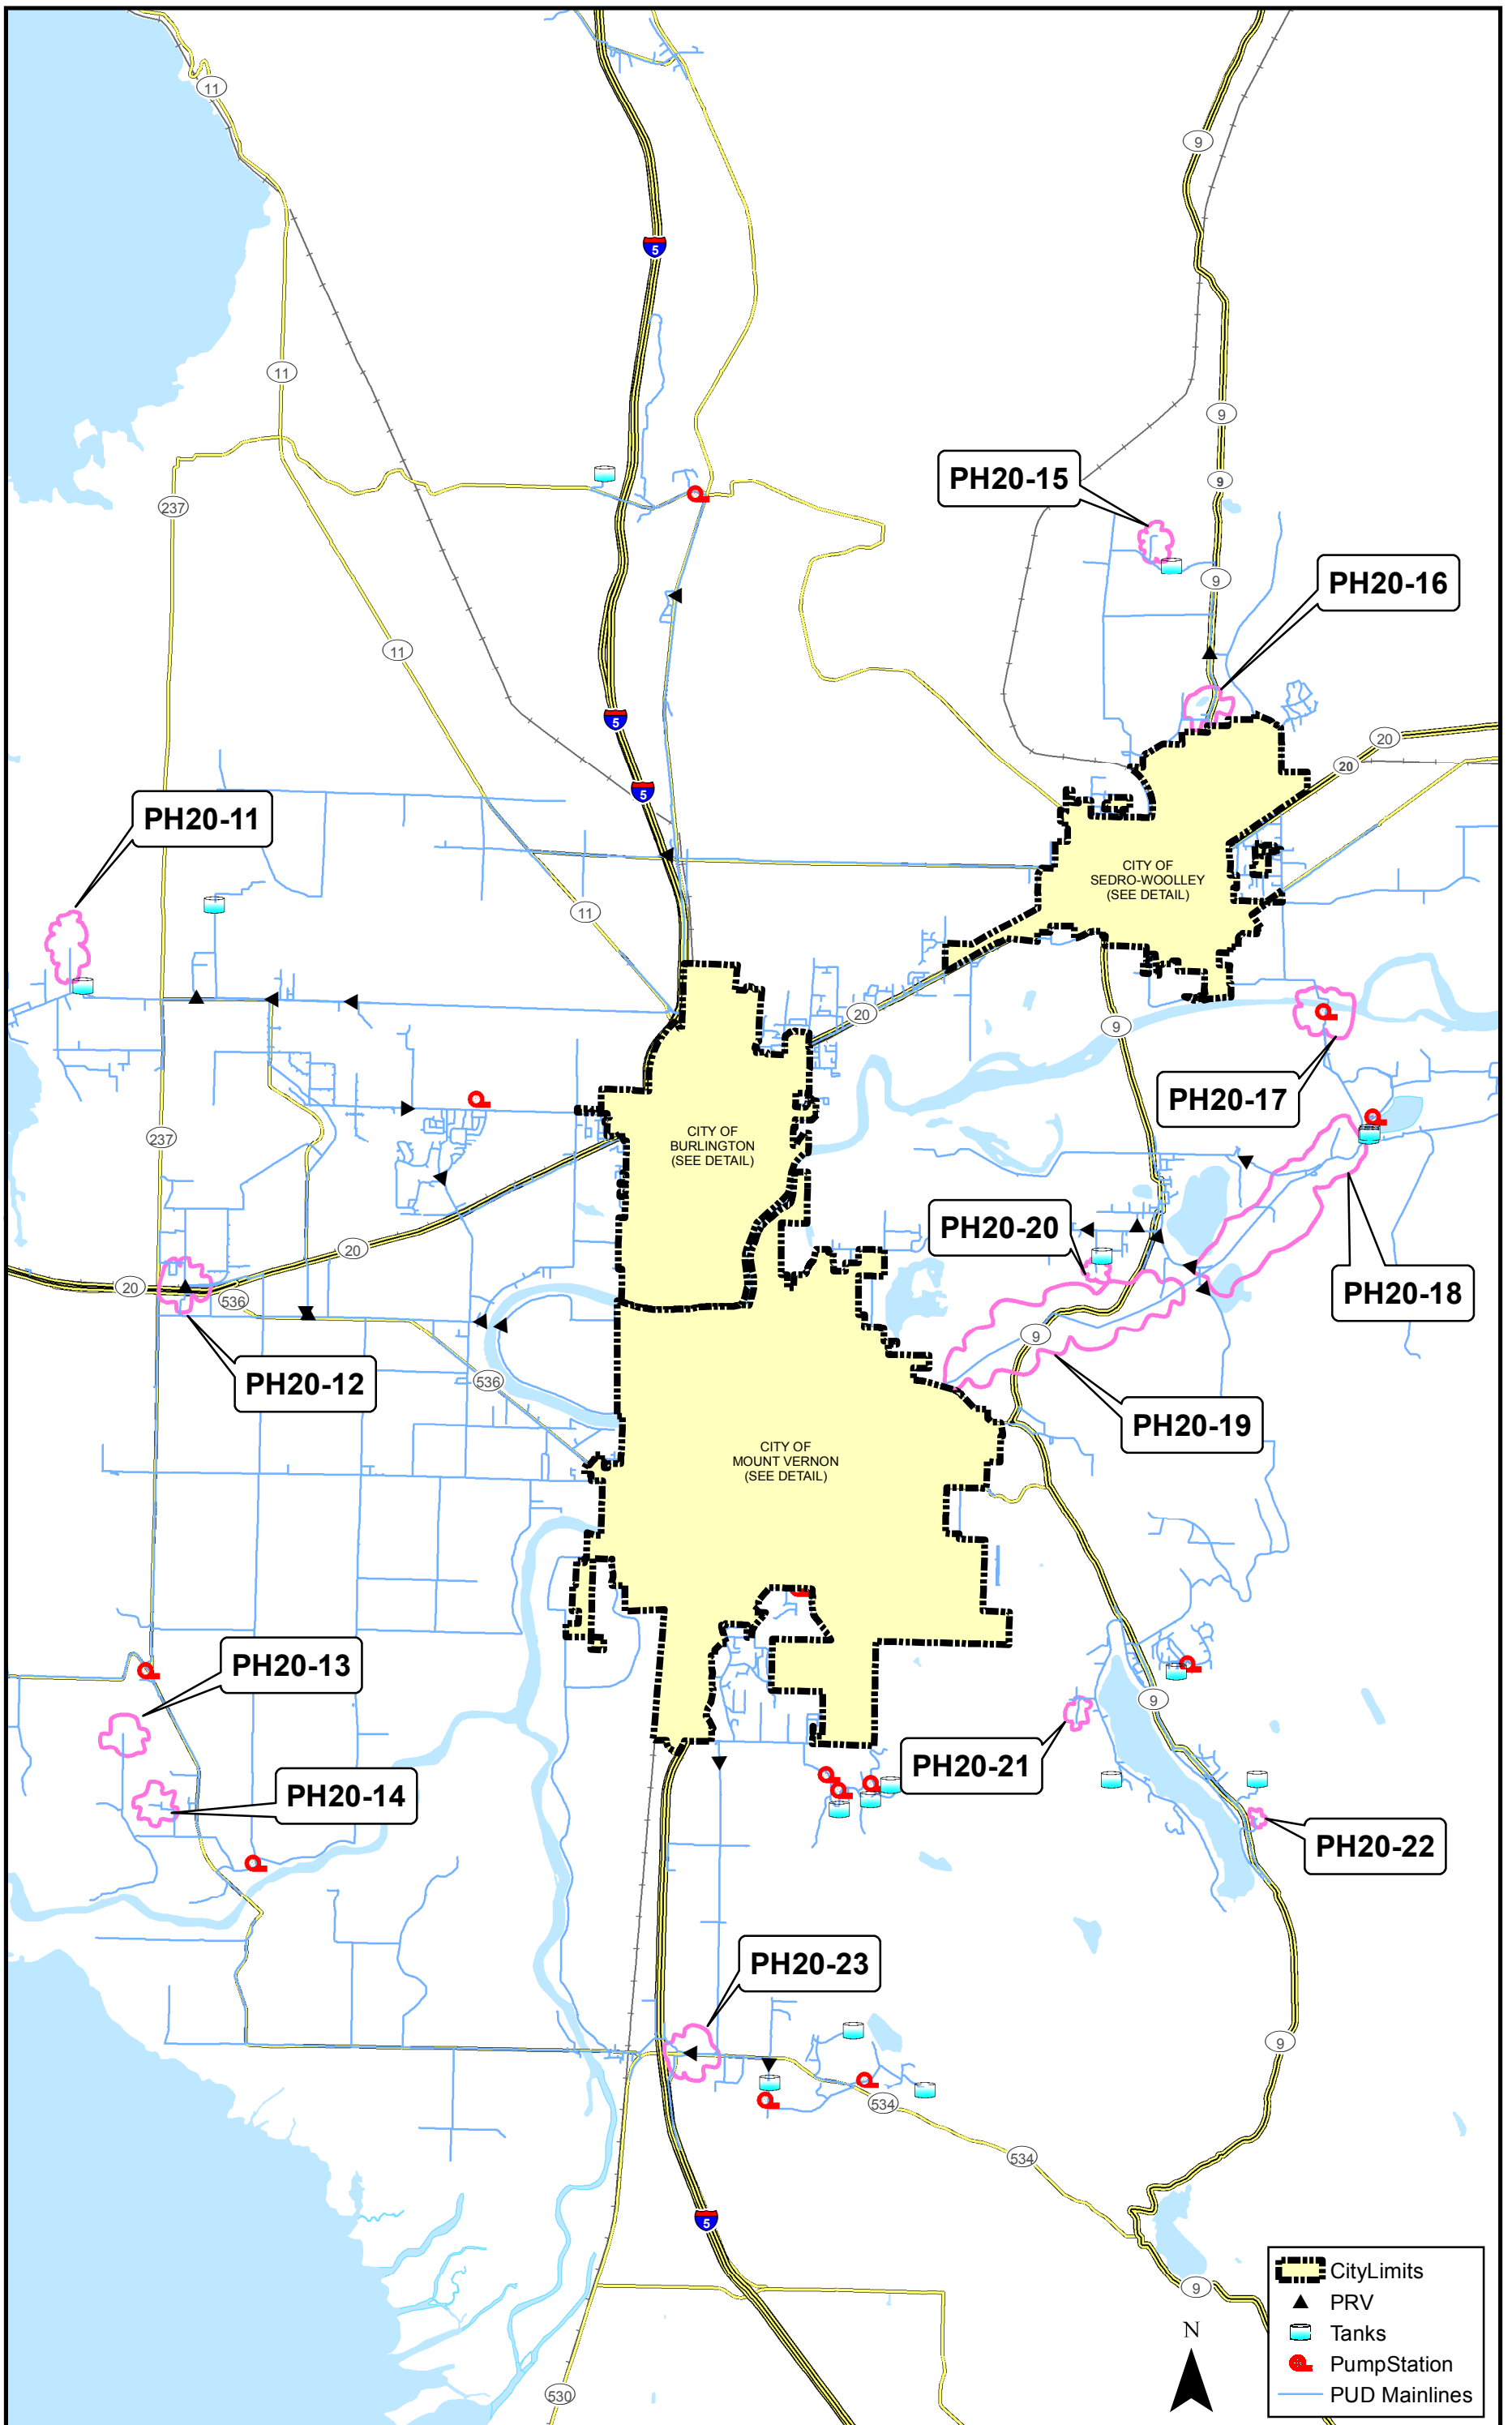 11
9
5
11
9
PH20-15
9
237
9
PH20-16
11
5
20
20
5
PH20-11
CITY OF
SEDRO-WOOLLEY
(SEE DETAIL)
11
20
9
PH20-17
237
CITY OF
BURLINGTON
(SEE DETAIL)
PH20-20
20
20
536
PH20-18
9
PH20-12
536
PH20-19
CITY OF
MOUNT VERNON
(SEE DETAIL)
PH20-13
9
PH20-21
PH20-14
PH20-22
PH20-23
9
534
534
5
9
530
N
CityLimits
PRV
Tanks
PumpStation
PUD Mainlines